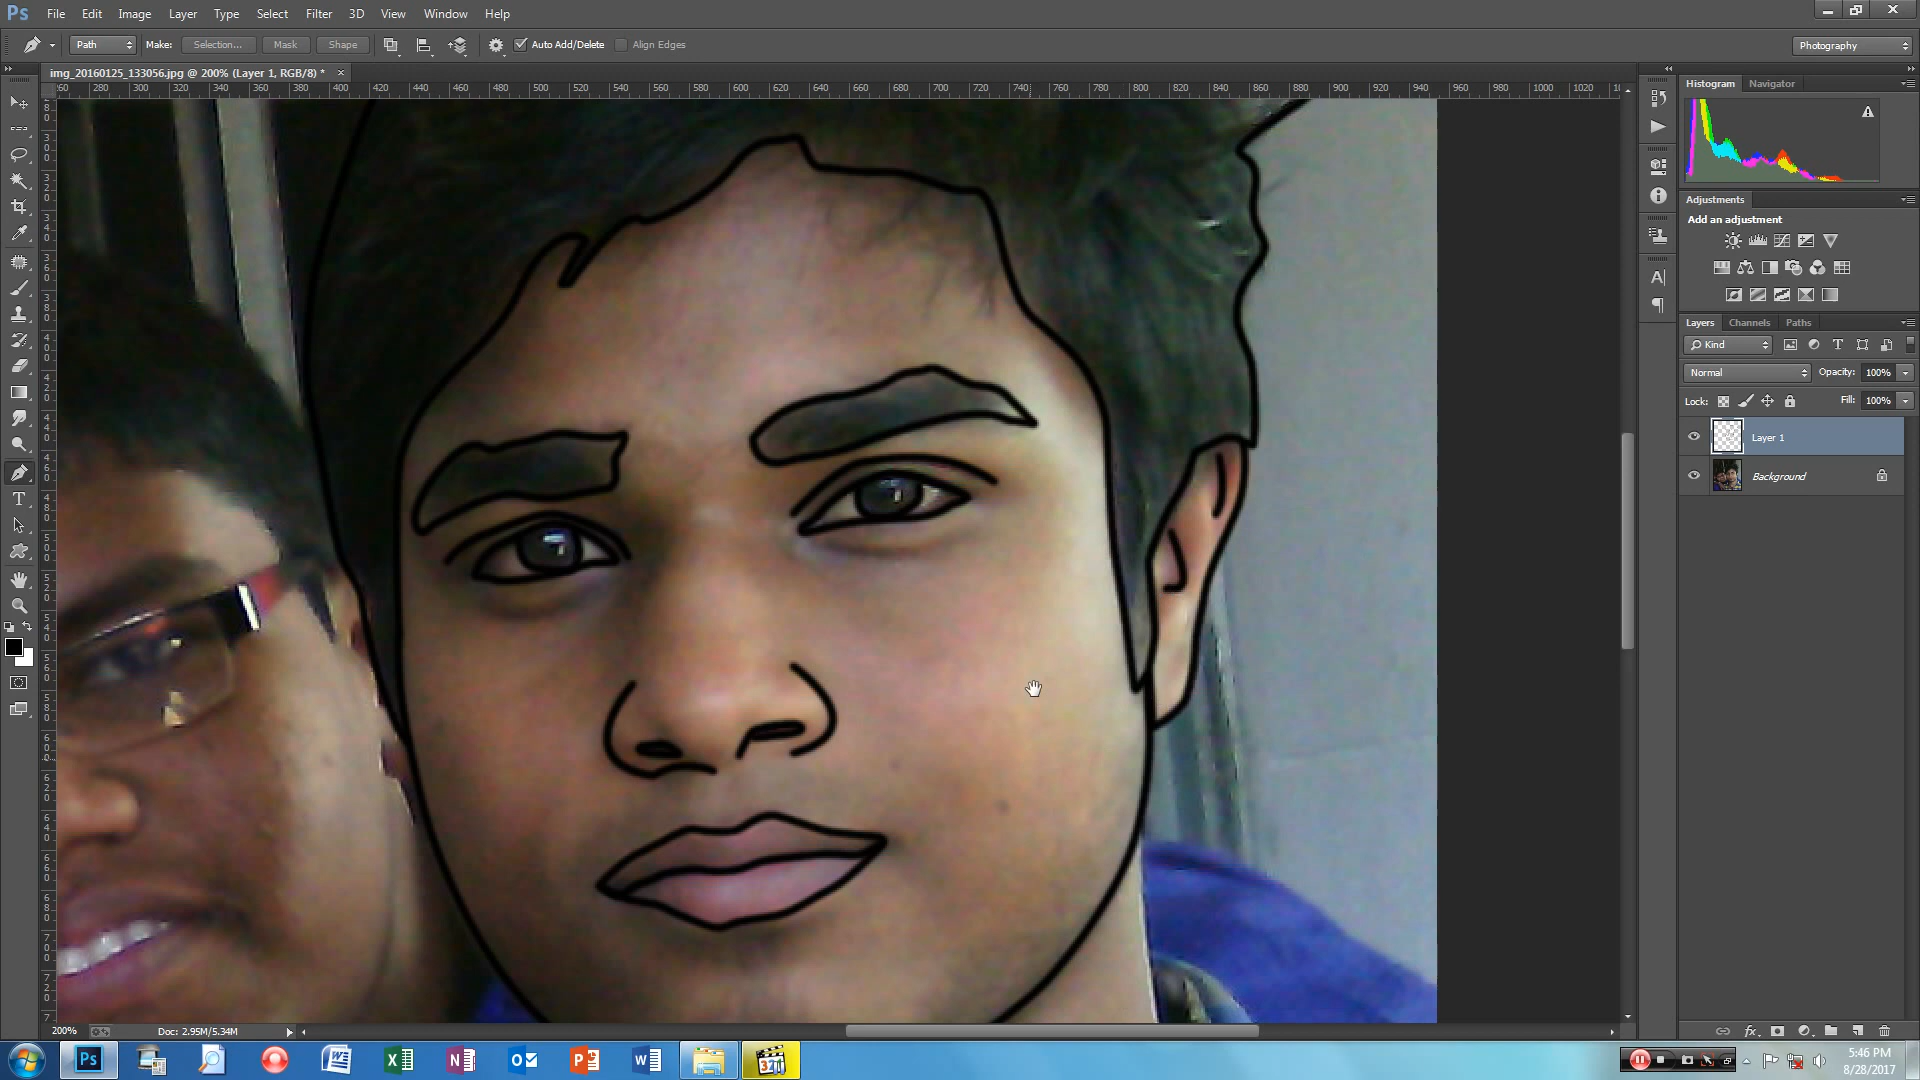 Ps File Edit Image Layer Type Select Filter 3D View Window Help
Path Make: Selection... Mask Shape Auto Add/Delete Align Edges Photography
img_20160125_133056.jpg @ 200% (Layer 1, RGB/8) * ×
300 320 340 360 380 400 420 440 460 480 500 520 540 560 580 600 620 640 660 680 700 720 740 760 780 800 820 840 860 880 900 920 940 960 980 1000 1020
Histogram Navigator
Adjustments
Add an adjustment
Layers Channels Paths
Kind
Normal Opacity: 100%
Lock: Fill: 100%
Layer 1
Background
200% Doc: 2.95M/5.34M
5:46 PM
8/28/2017